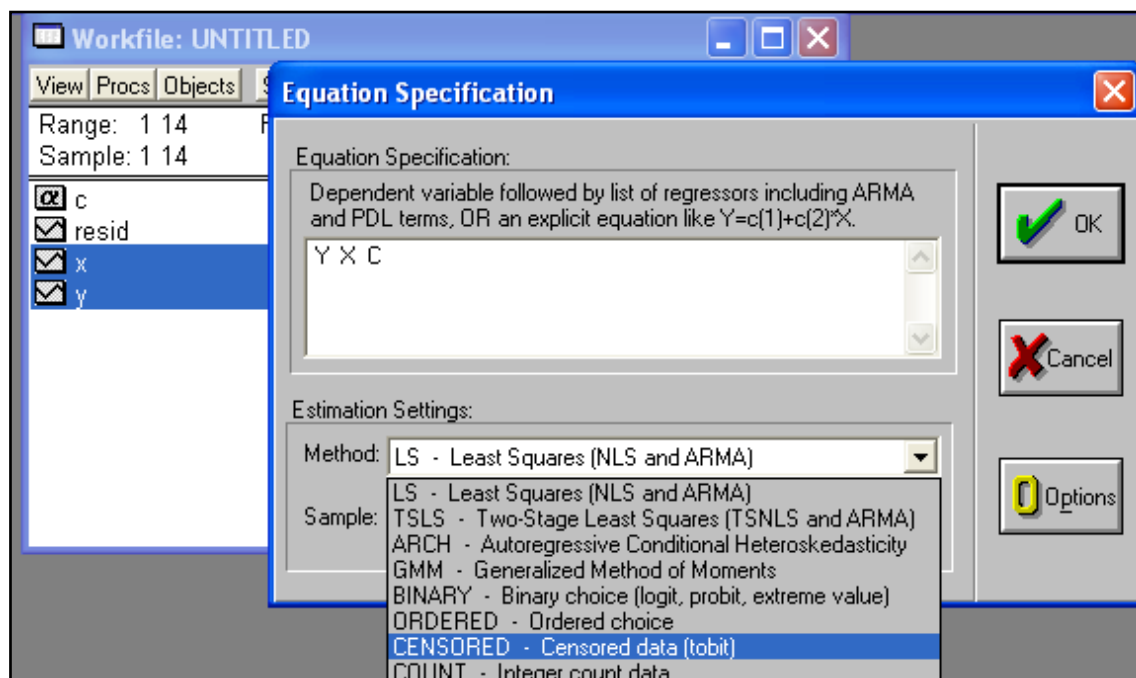 Workfile: UNTITLED
View Procs Objects
Range: 1 14
Sample: 1 14
c
resid
x
y
Equation Specification
Equation Specification:
Dependent variable followed by list of regressors including ARMA
and PDL terms, OR an explicit equation like Y=c(1)+c(2)*X.
Y X C
Estimation Settings:
Method: LS - Least Squares (NLS and ARMA)
Sample:
LS - Least Squares (NLS and ARMA)
TSLS - Two-Stage Least Squares (TSNLS and ARMA)
ARCH - Autoregressive Conditional Heteroskedasticity
GMM - Generalized Method of Moments
BINARY - Binary choice (logit, probit, extreme value)
ORDERED - Ordered choice
CENSORED - Censored data (tobit)
COUNT - Integer count data
OK
Cancel
Options